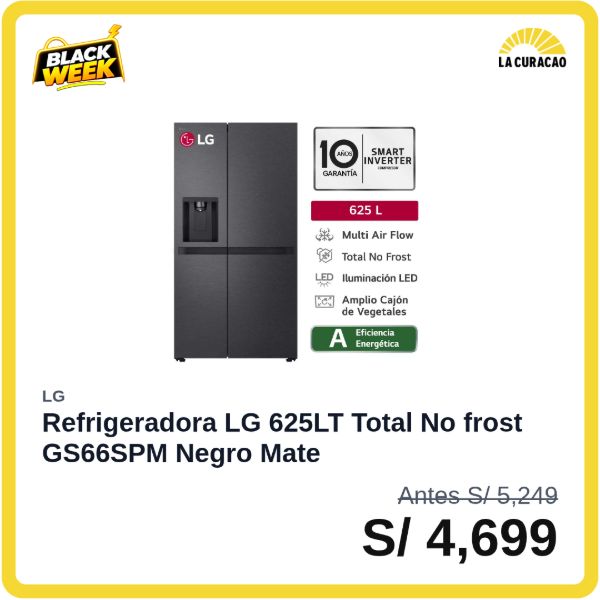 BLACK
WEEK
LA CURACAO
LG
10
AÑOS
GARANTÍA
SMART
INVERTER
COMPRESSOR
625 L
Multi Air Flow
Total No Frost
LED
Iluminación LED
Amplio Cajón
de Vegetales
A
Eficiencia
Energética
LG
Refrigeradora LG 625LT Total No frost
GS66SPM Negro Mate
Antes S/ 5,249
S/ 4,699